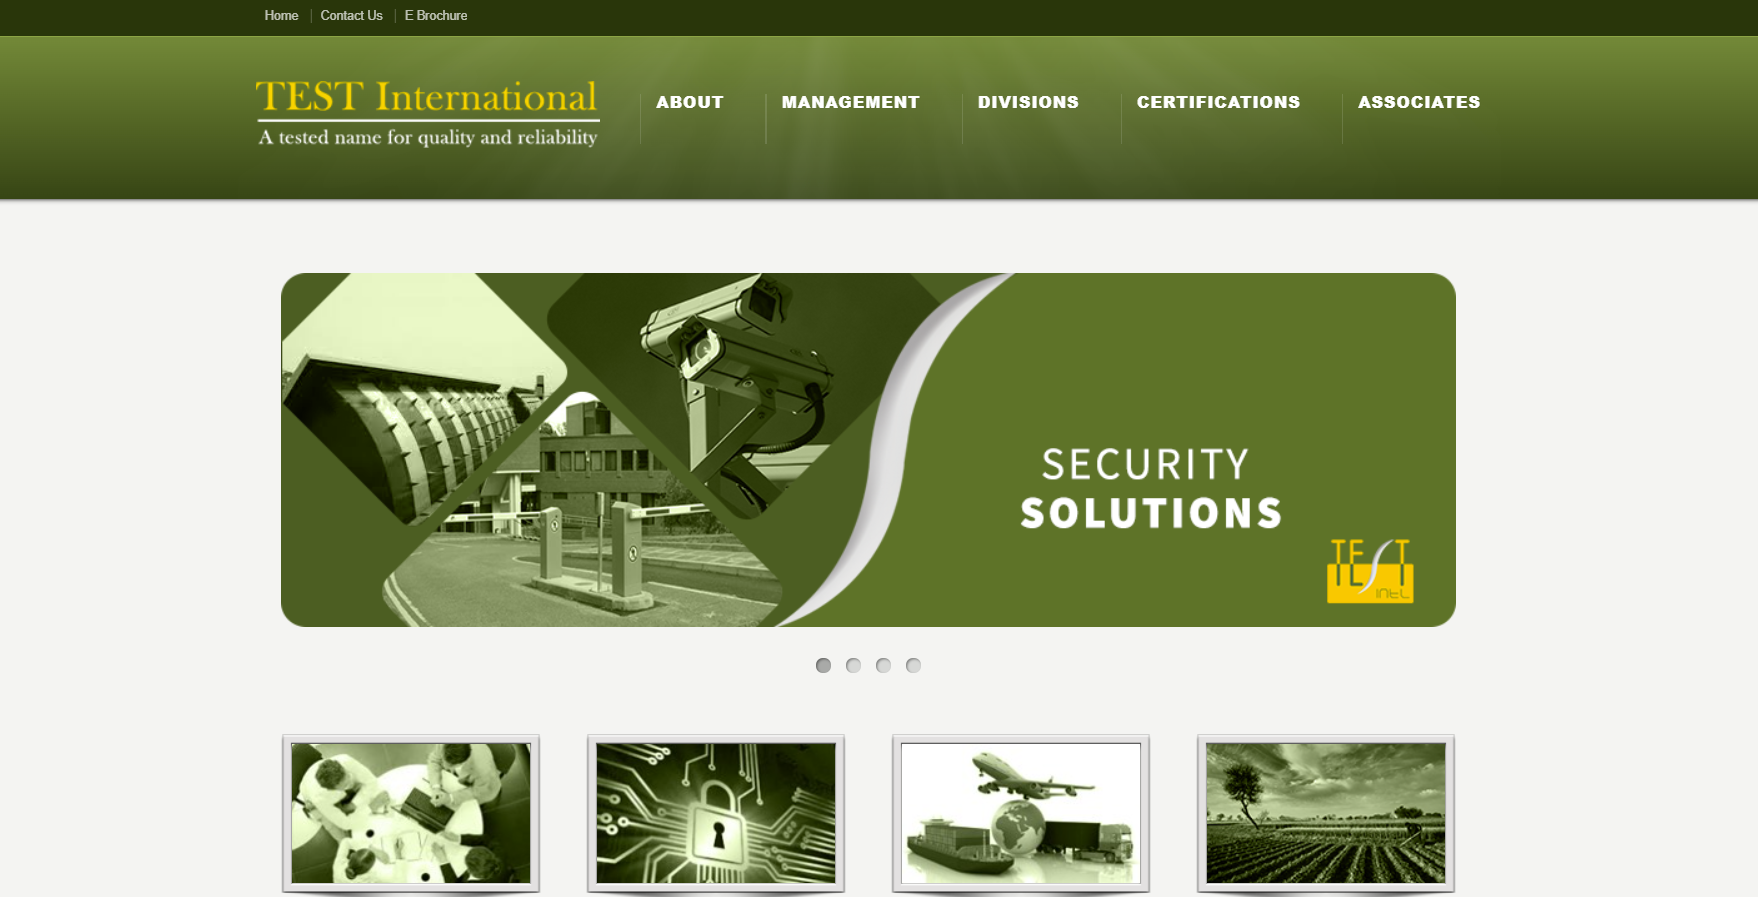 Home
Contact Us
E Brochure
TEST International
A tested name for quality and reliability
ABOUT
MANAGEMENT
DIVISIONS
CERTIFICATIONS
ASSOCIATES
SECURITY
SOLUTIONS
TEST
intl